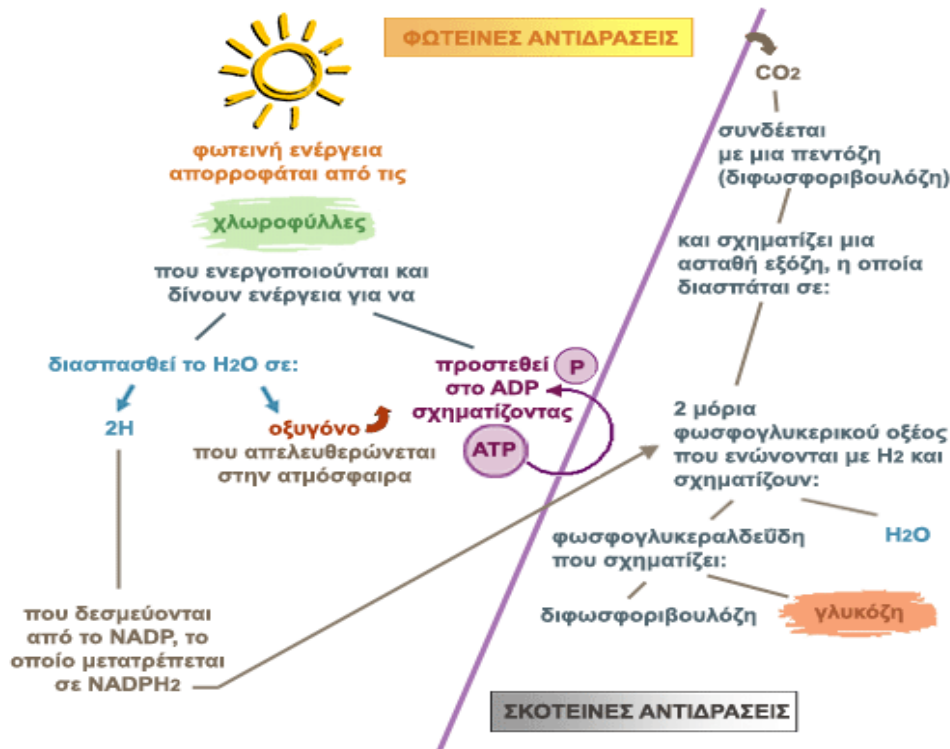 ΦΩΤΕΙΝΕΣ ΑΝΤΙΔΡΑΣΕΙΣ
φωτεινή ενέργεια
απορροφάται από τις
χλωροφύλλες
που ενεργοποιούνται και
δίνουν ενέργεια για να
διασπασθεί το H2O σε:
2H
οξυγόνο
που απελευθερώνεται
στην ατμόσφαιρα
που δεσμεύονται
από το NADP, το
οποίο μετατρέπεται
σε NADPH2
προστεθεί P
στο ADP
σχηματίζοντας
ATP
CO2
συνδέεται
με μια πεντόζη
(διφωσφοριβουλόζη)
και σχηματίζει μια
ασταθή εξόζη, η οποία
διασπάται σε:
2 μόρια
φωσφογλυκερικού οξέος
που ενώνονται με H2 και
σχηματίζουν:
φωσφογλυκεραλδεΰδη
που σχηματίζει:
H2O
διφωσφοριβουλόζη
γλυκόζη
ΣΚΟΤΕΙΝΕΣ ΑΝΤΙΔΡΑΣΕΙΣ